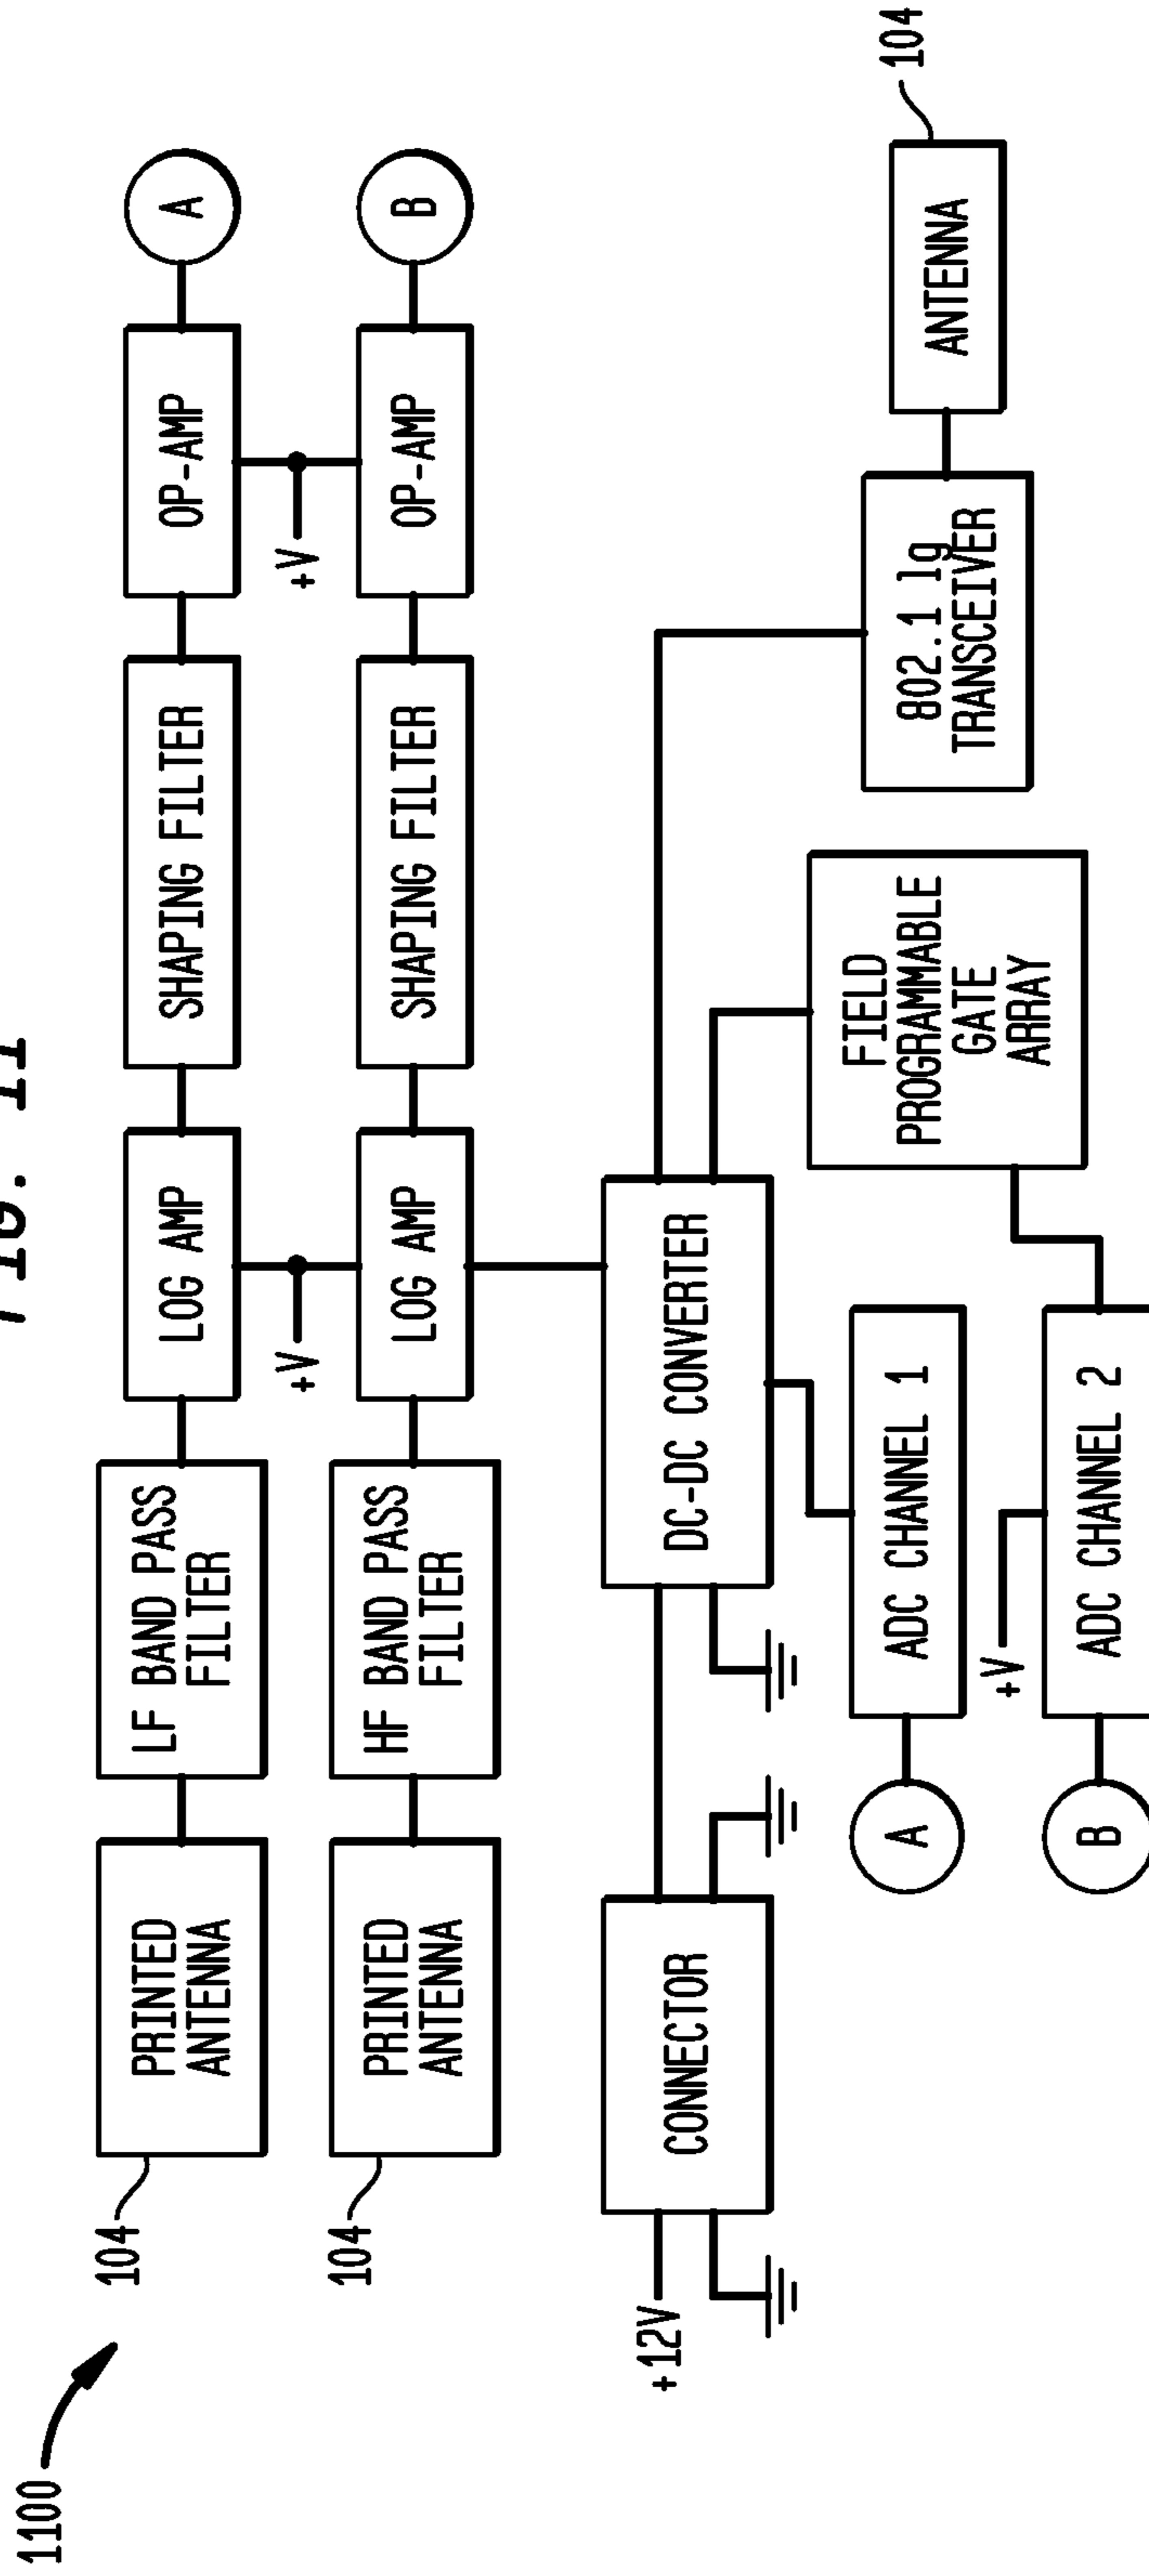 FIG. 11
1100
104
PRINTED
ANTENNA
LF BAND PASS
FILTER
LOG AMP
SHAPING FILTER
OP-AMP
A
+V
+V
104
PRINTED
ANTENNA
HF BAND PASS
FILTER
LOG AMP
SHAPING FILTER
OP-AMP
B
+12V
CONNECTOR
DC-DC CONVERTER
802.1 1g
TRANSCEIVER
ANTENNA
104
FIELD
PROGRAMMABLE
GATE
ARRAY
A
ADC CHANNEL 1
+V
B
ADC CHANNEL 2